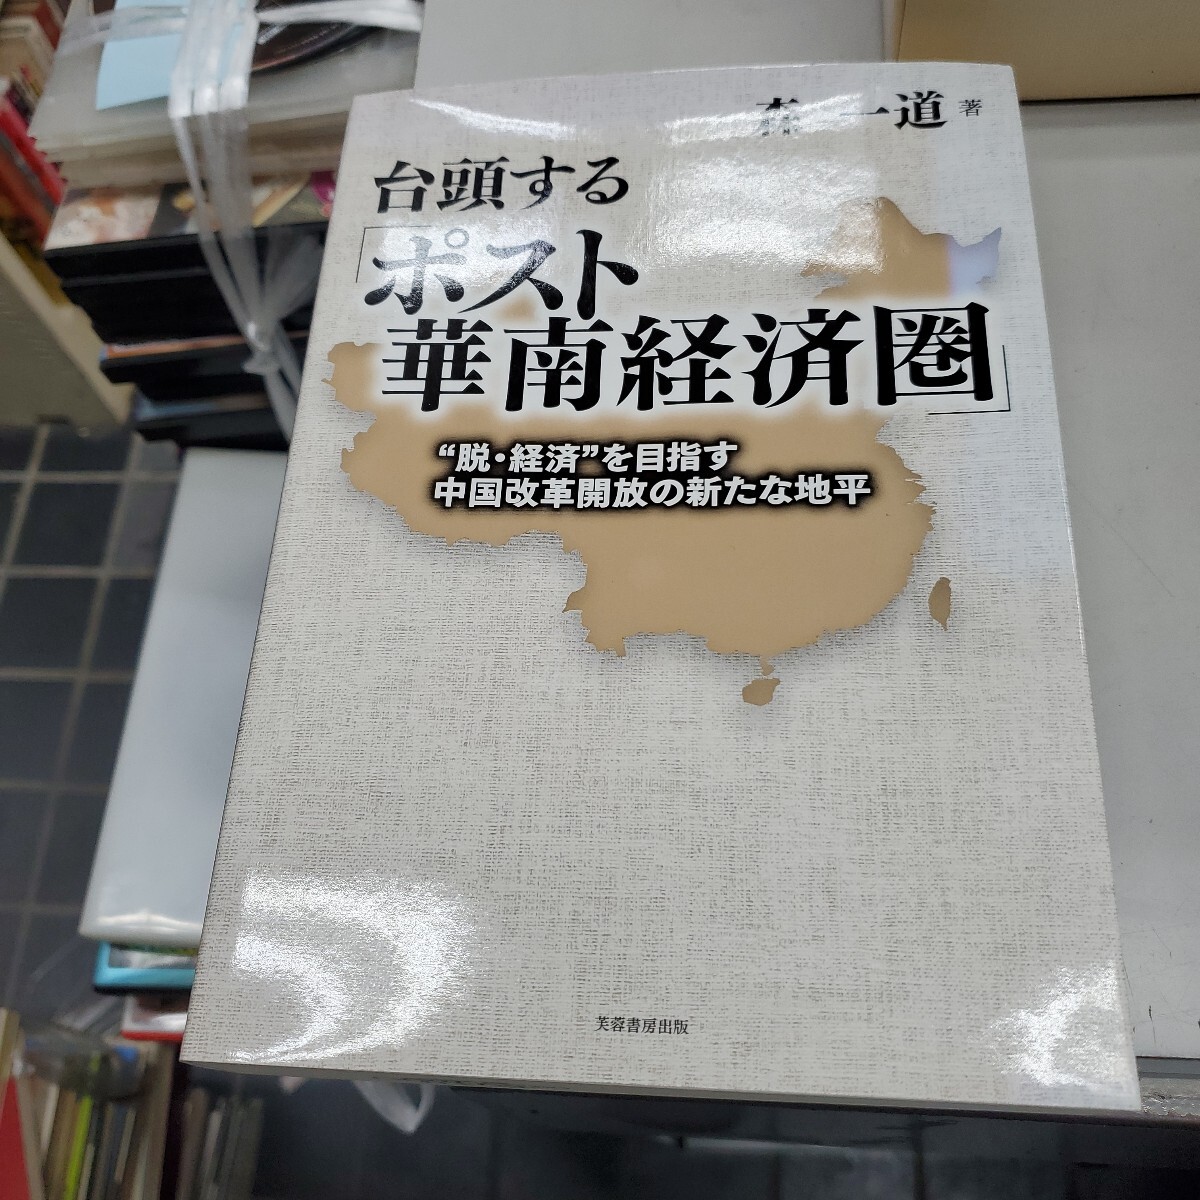 森 一道 著
台頭する
「ポスト
華南経済圏」
“脱・経済”を目指す
中国改革開放の新たな地平
芙蓉書房出版